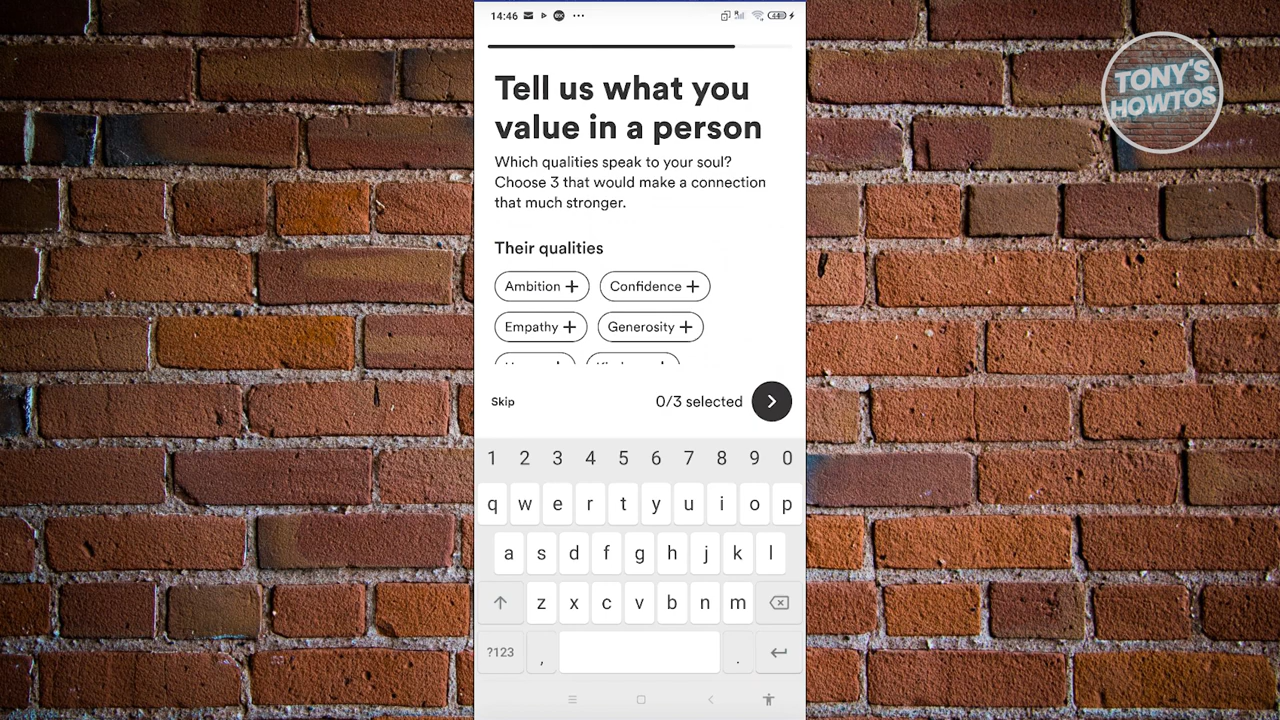 14:46
TONY'S
HOWTOS
Tell us what you
value in a person
Which qualities speak to your soul?
Choose 3 that would make a connection
that much stronger.
Their qualities
Ambition +
Confidence +
Empathy +
Generosity +
Skip
0/3 selected
1 2 3 4 5 6 7 8 9 0
q w e r t y u i o p
a s d f g h j k l
z x c v b n m
?123 , .